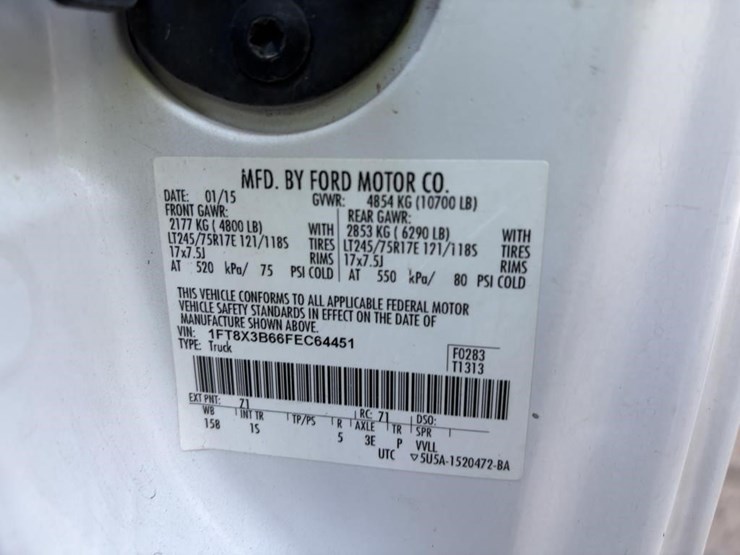 MFD. BY FORD MOTOR CO.
DATE: 01/15 GVWR: 4854 KG (10700 LB)
FRONT GAWR: REAR GAWR:
2177 KG ( 4800 LB) WITH 2853 KG ( 6290 LB) WITH
LT245/75R17E 121/118S TIRES LT245/75R17E 121/118S TIRES
17x7.5J RIMS 17x7.5J RIMS
AT 520 kPa/ 75 PSI COLD AT 550 kPa/ 80 PSI COLD
THIS VEHICLE CONFORMS TO ALL APPLICABLE FEDERAL MOTOR
VEHICLE SAFETY STANDARDS IN EFFECT ON THE DATE OF
MANUFACTURE SHOWN ABOVE.
VIN: 1FT8X3B66FEC64451
TYPE: Truck
F0283
T1313
EXT PNT: 71 RC: 71 DSO:
WB INT TR TP/PS R AXLE TR SPR
158 15 5 3E P VVLL
UTC ▽5U5A-1520472-BA